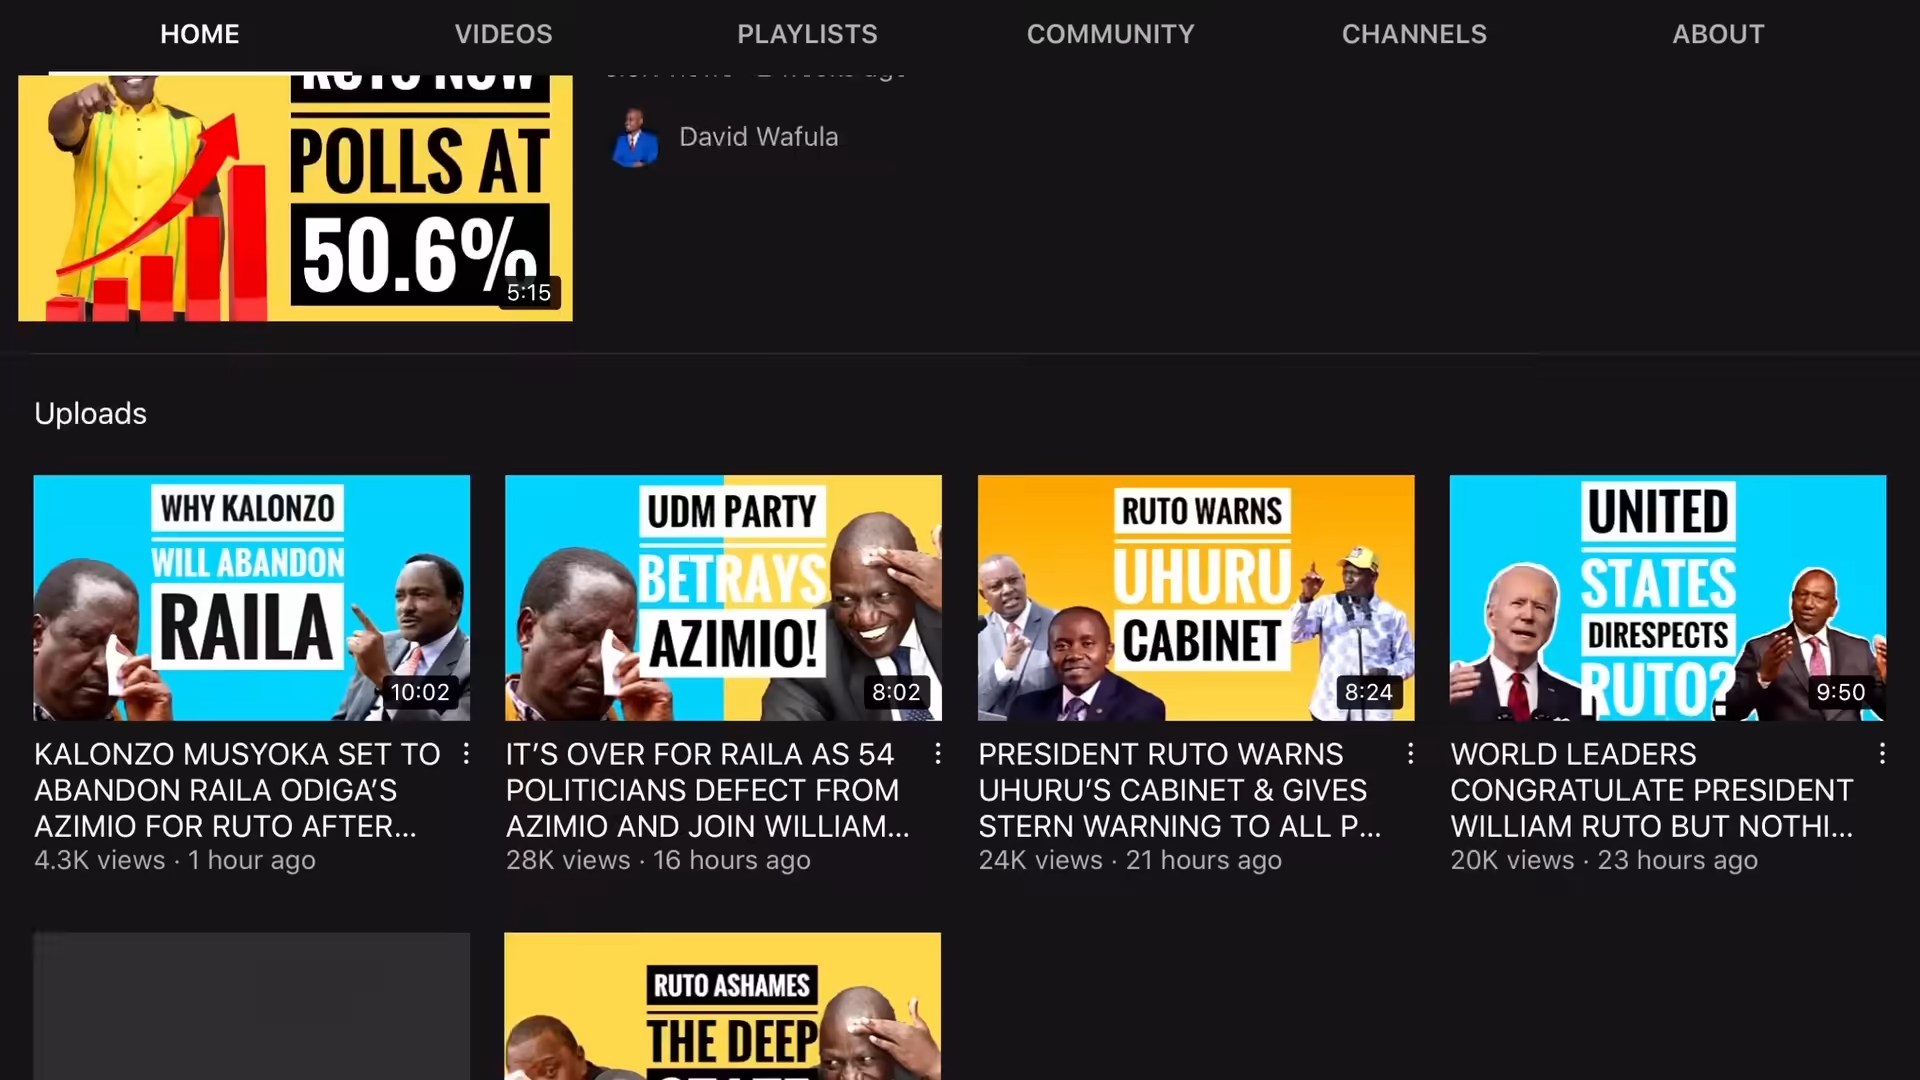 HOME VIDEOS PLAYLISTS COMMUNITY CHANNELS ABOUT
RUTO NOW
POLLS AT
50.6%
5:15
David Wafula
Uploads
WHY KALONZO
WILL ABANDON
RAILA
10:02
KALONZO MUSYOKA SET TO
ABANDON RAILA ODIGA’S
AZIMIO FOR RUTO AFTER...
4.3K views · 1 hour ago
UDM PARTY
BETRAYS
AZIMIO!
8:02
IT’S OVER FOR RAILA AS 54
POLITICIANS DEFECT FROM
AZIMIO AND JOIN WILLIAM...
28K views · 16 hours ago
RUTO WARNS
UHURU
CABINET
8:24
PRESIDENT RUTO WARNS
UHURU’S CABINET & GIVES
STERN WARNING TO ALL P...
24K views · 21 hours ago
UNITED
STATES
DIRESPECTS
RUTO?
9:50
WORLD LEADERS
CONGRATULATE PRESIDENT
WILLIAM RUTO BUT NOTHI...
20K views · 23 hours ago
RUTO ASHAMES
THE DEEP
STATE